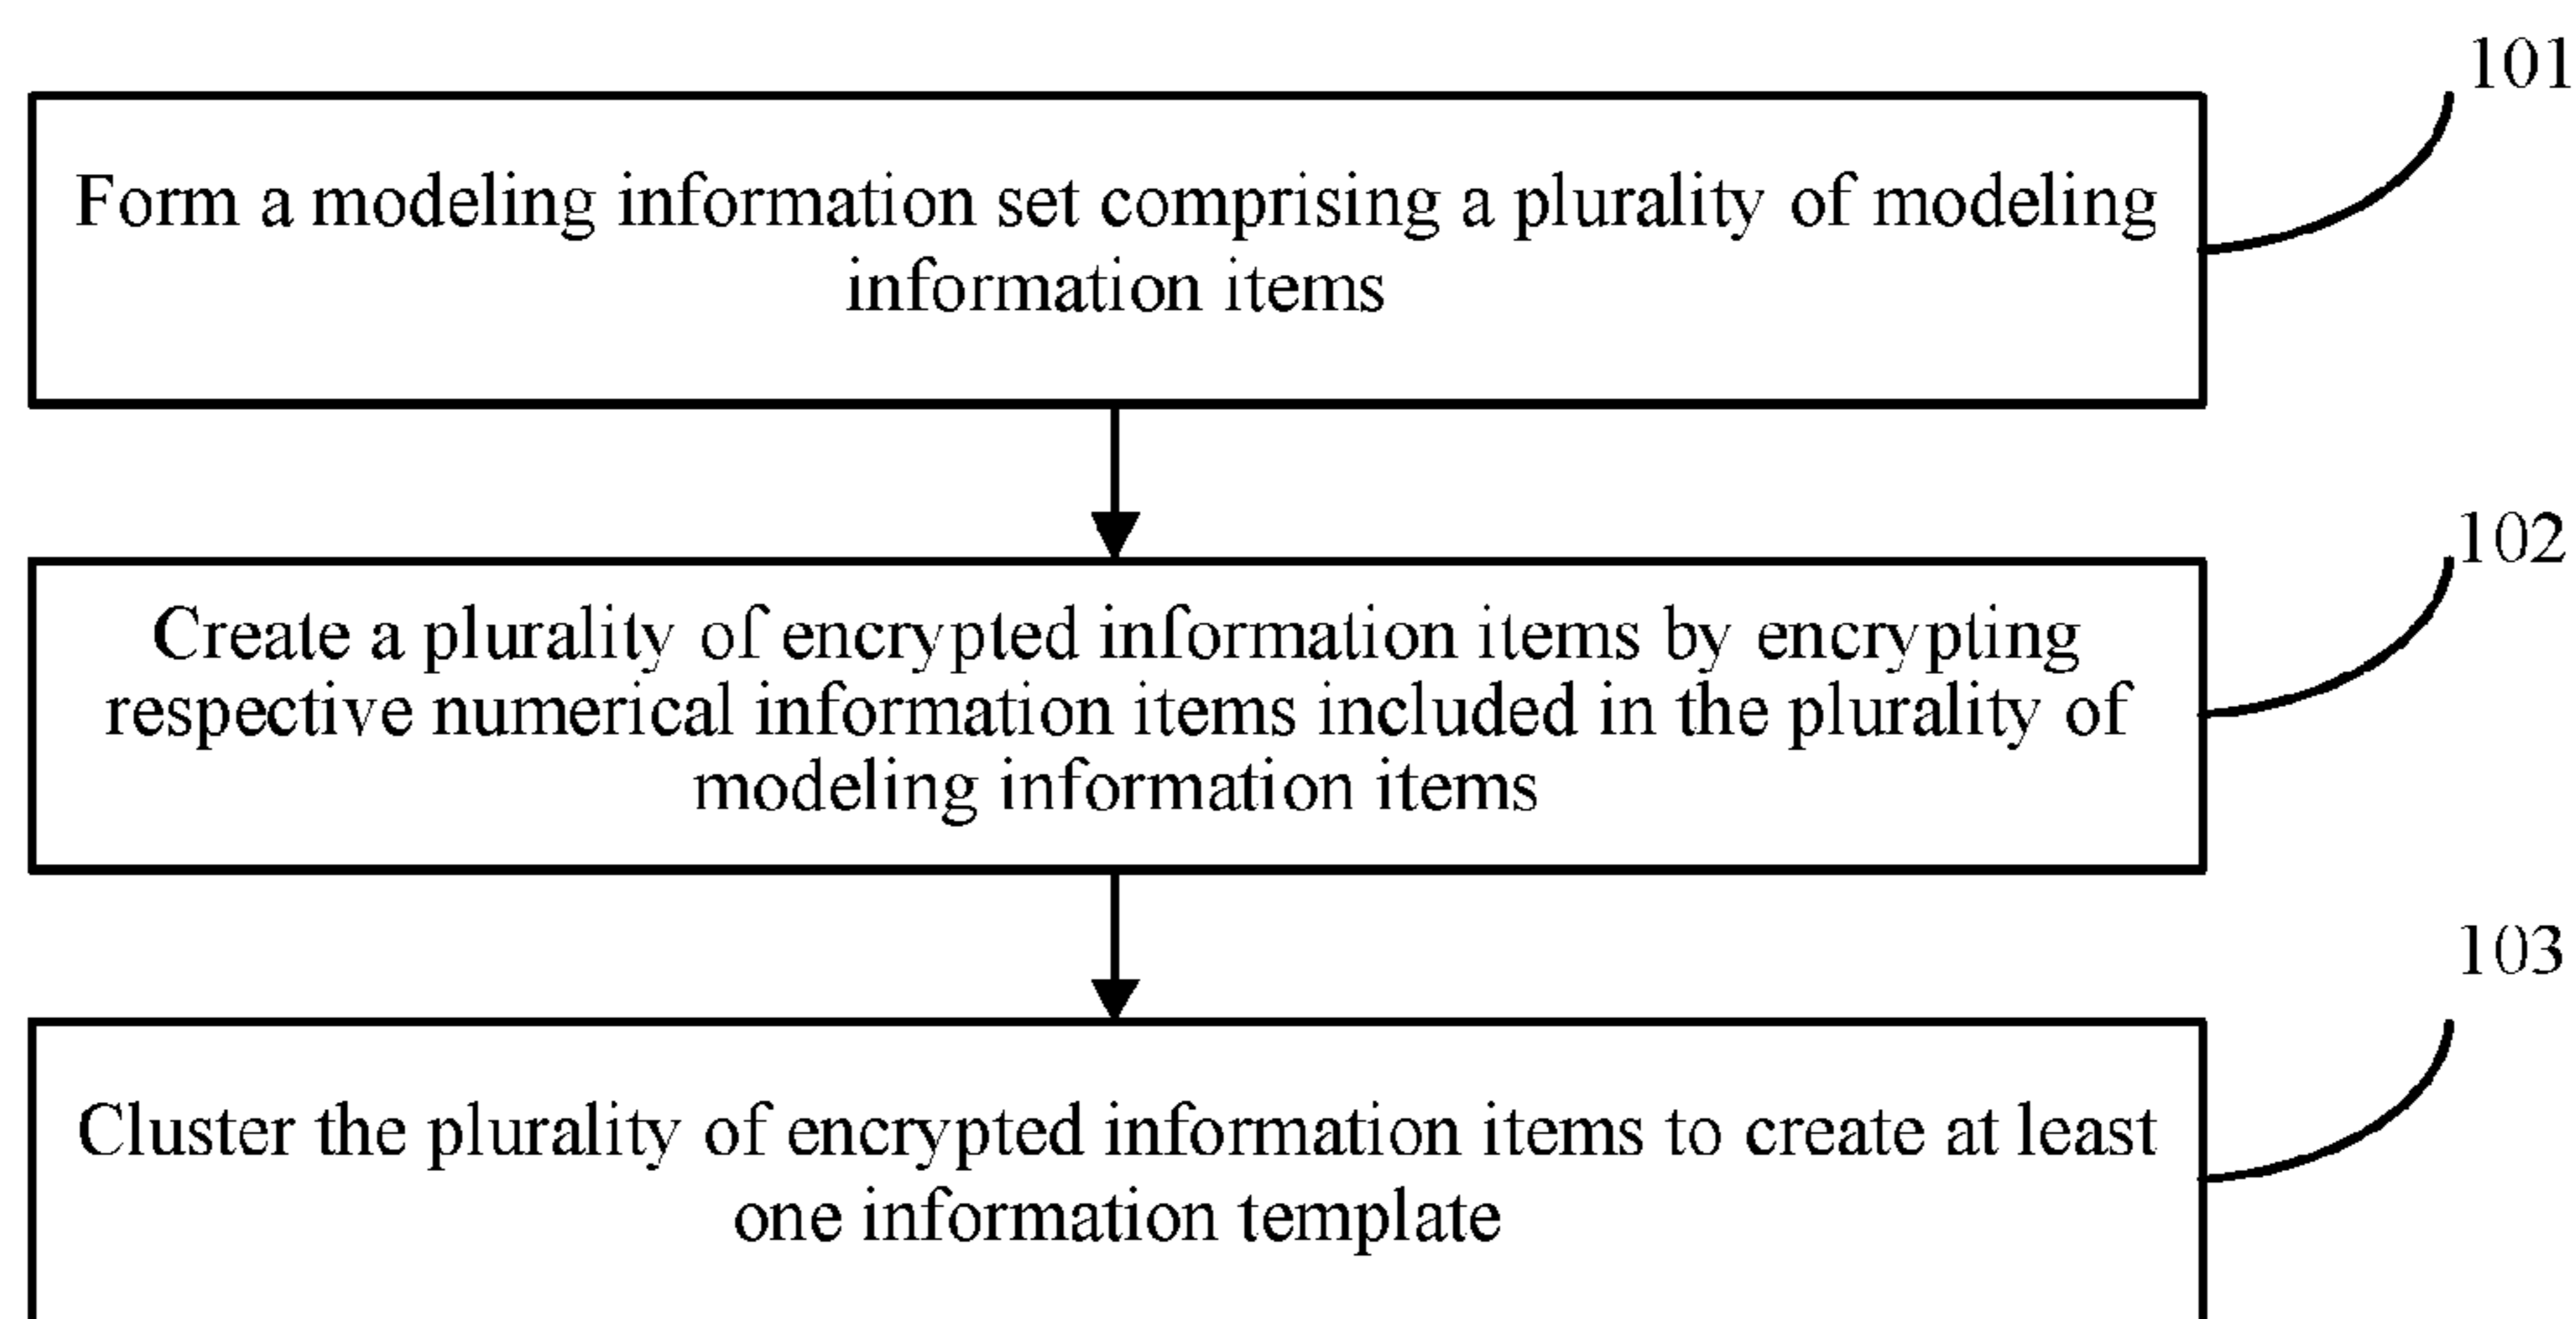 101
Form a modeling information set comprising a plurality of modeling
information items
102
Create a plurality of encrypted information items by encrypting
respective numerical information items included in the plurality of
modeling information items
103
Cluster the plurality of encrypted information items to create at least
one information template